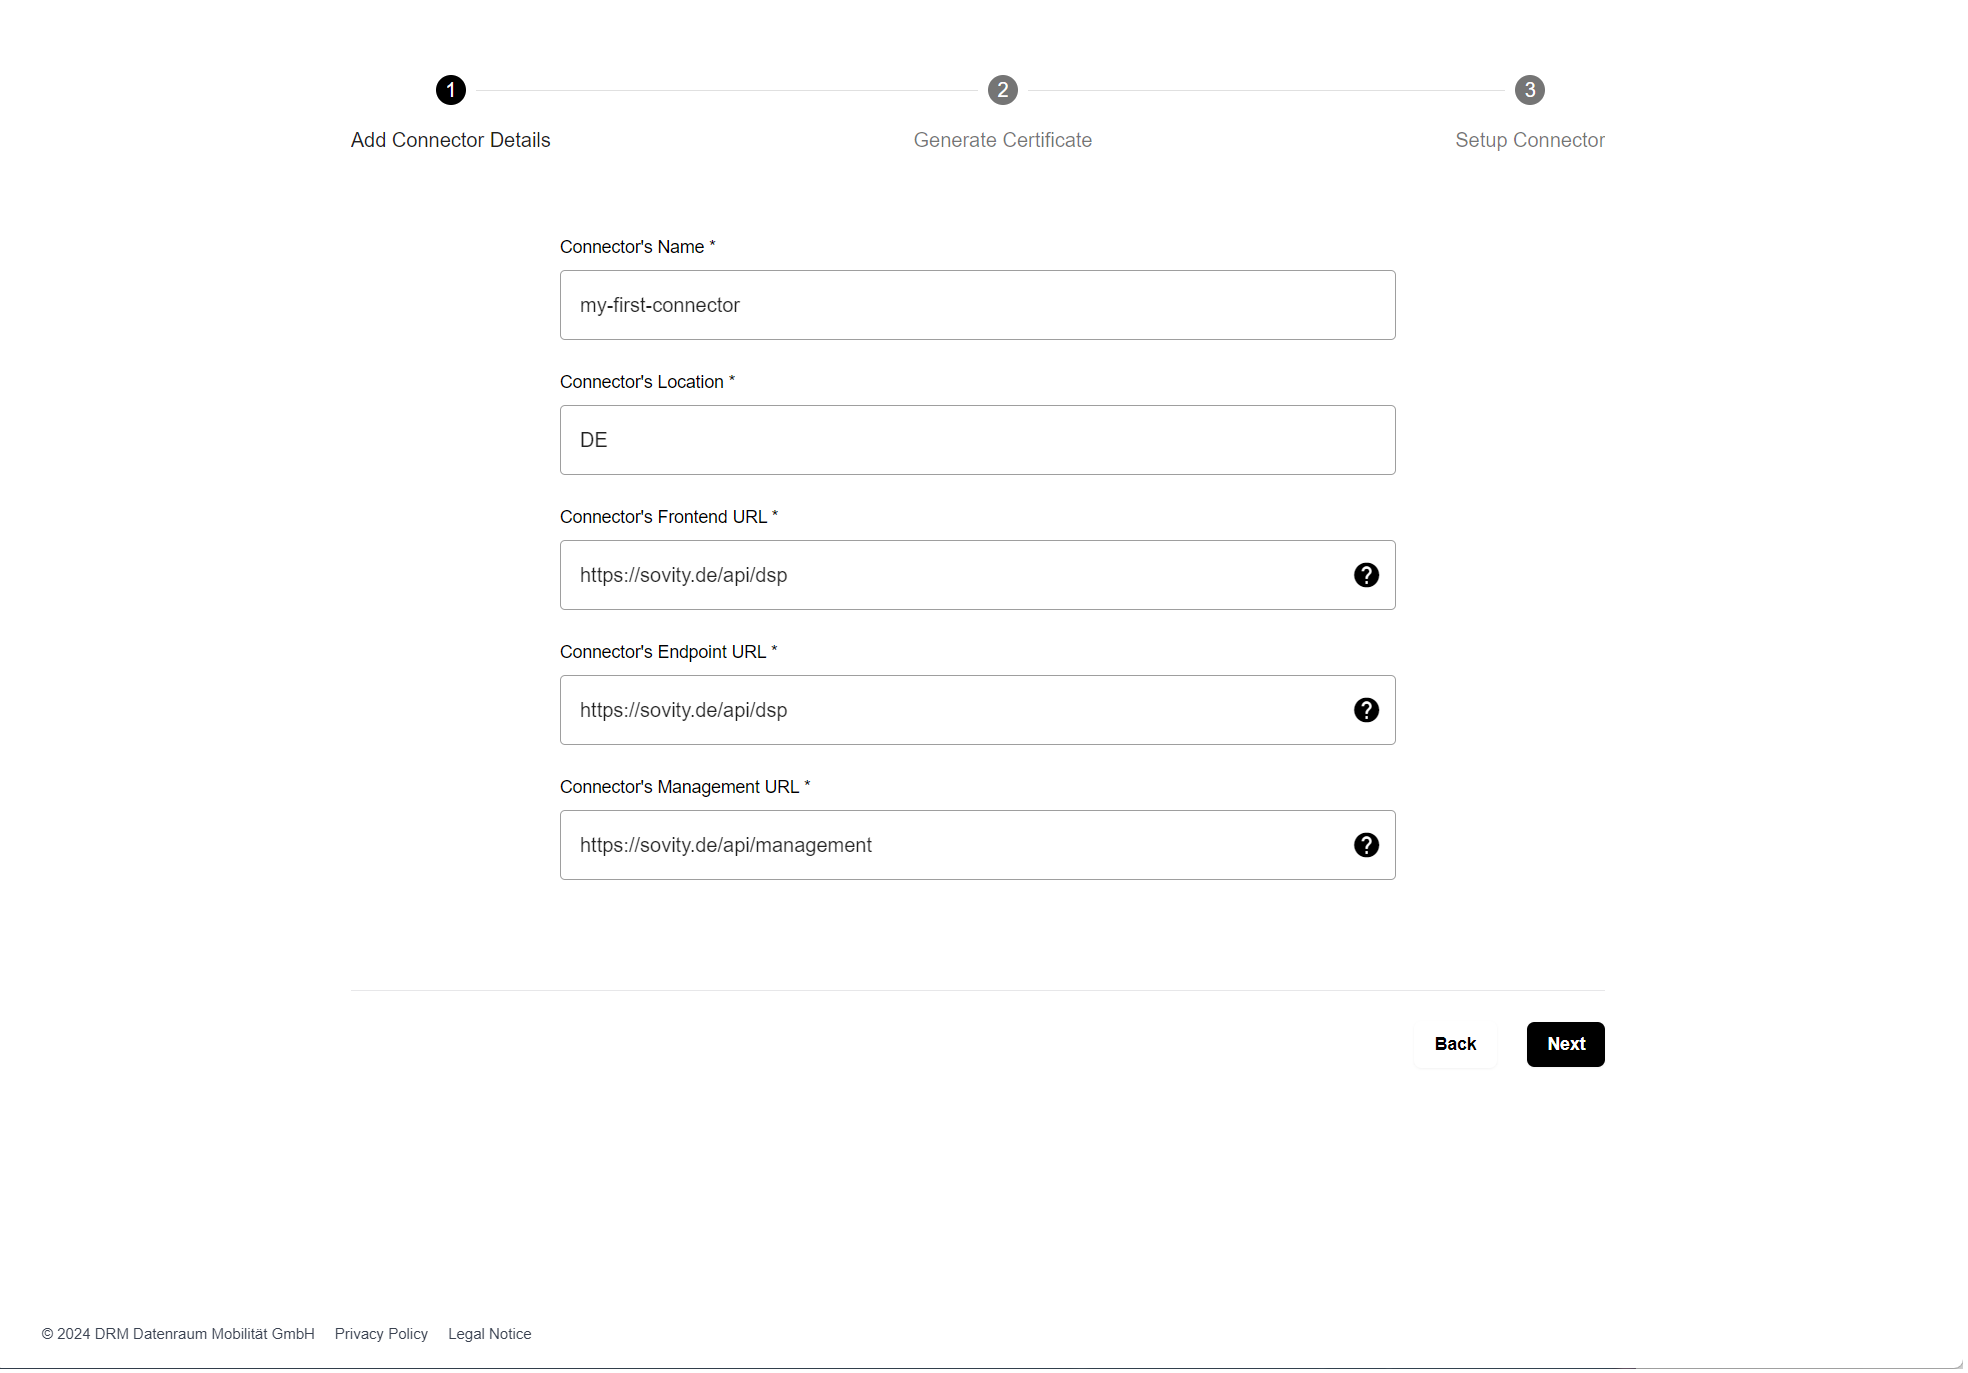 1
2
3
Add Connector Details
Generate Certificate
Setup Connector
Connector's Name *
my-first-connector
Connector's Location *
DE
Connector's Frontend URL *
https://sovity.de/api/dsp
?
Connector's Endpoint URL *
https://sovity.de/api/dsp
?
Connector's Management URL *
https://sovity.de/api/management
?
Back
Next
© 2024 DRM Datenraum Mobilität GmbH Privacy Policy Legal Notice